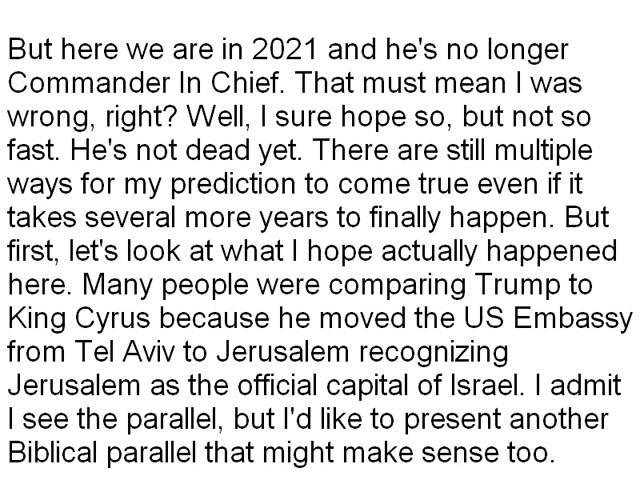 But here we are in 2021 and he's no longer
Commander In Chief. That must mean I was
wrong, right? Well, I sure hope so, but not so
fast. He's not dead yet. There are still multiple
ways for my prediction to come true even if it
takes several more years to finally happen. But
first, let's look at what I hope actually happened
here. Many people were comparing Trump to
King Cyrus because he moved the US Embassy
from Tel Aviv to Jerusalem recognizing
Jerusalem as the official capital of Israel. I admit
I see the parallel, but I'd like to present another
Biblical parallel that might make sense too.